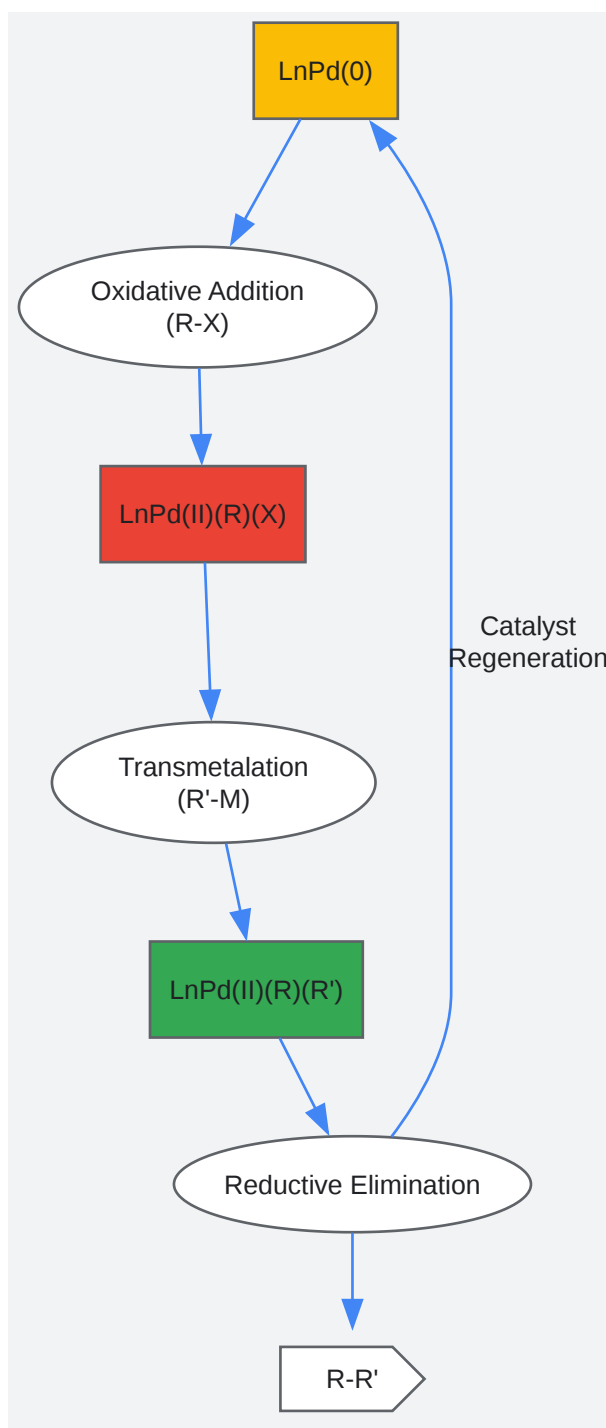 LnPd(0)
Oxidative Addition
(R-X)
LnPd(II)(R)(X)
Catalyst
Regeneration
Transmetalation
(R'-M)
LnPd(II)(R)(R')
Reductive Elimination
R-R'